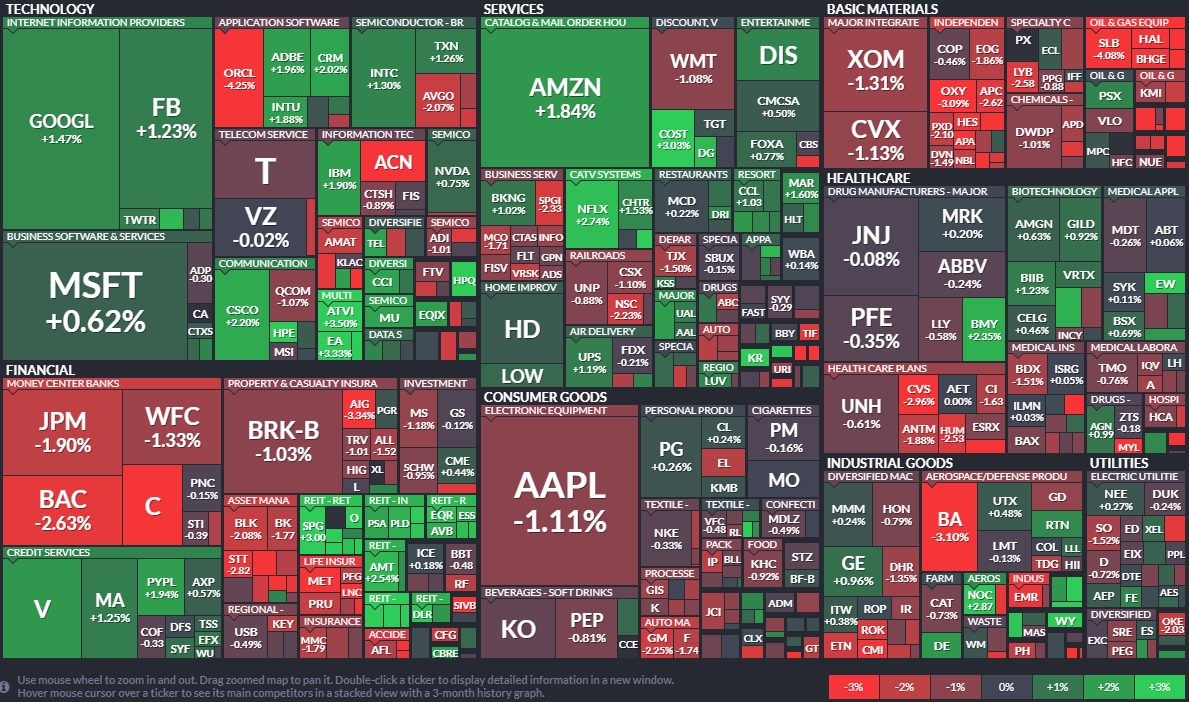 TECHNOLOGY
INTERNET INFORMATION PROVIDERS
GOOGL
+1.47%
FB
+1.23%
TWTR
APPLICATION SOFTWARE
ORCL
-4.25%
ADBE
+1.96%
CRM
+2.02%
INTU
+1.88%
SEMICONDUCTOR - BR
INTC
+1.30%
TXN
+1.26%
AVGO
-2.07%
TELECOM SERVICE
T
VZ
-0.02%
INFORMATION TEC
IBM
+1.90%
ACN
CTSH
-0.89%
FIS
SEMICO
NVDA
+0.75%
BUSINESS SOFTWARE & SERVICES
MSFT
+0.62%
ADP
-0.30
CA
CTXS
COMMUNICATION
CSCO
+2.20%
QCOM
-1.07%
HPE
MSI
SEMICO
AMAT
KLAC
MULTI
ATVI
+3.50%
EA
+3.33%
DIVERSIFIE
TEL
DIVERSI
CCI
SEMICO
MU
DATA S
SEMICO
ADI
-1.01
FTV
HPQ
EQIX
FINANCIAL
MONEY CENTER BANKS
JPM
-1.90%
WFC
-1.33%
BAC
-2.63%
C
PNC
-0.15%
STI
-0.39
CREDIT SERVICES
V
MA
+1.25%
PYPL
+1.94%
AXP
+0.57%
COF
-0.33
DFS
SYF
TSS
EFX
WU
PROPERTY & CASUALTY INSURA
BRK-B
-1.03%
AIG
-3.34%
PGR
TRV
-1.01
ALL
-1.52
HIG
XL
L
INVESTMENT
MS
-1.18%
GS
-0.12%
SCHW
-0.95%
CME
+0.44%
ASSET MANA
BLK
-2.08%
BK
-1.77
STT
-2.82
REGIONAL -
USB
-0.49%
KEY
REIT - RET
SPG
+3.00
O
LIFE INSUR
MET
PFG
PRU
LNC
INSURANCE
MMC
-1.79
REIT - IN
PSA
PLD
REIT -
AMT
+2.54%
REIT -
ACCIDE
AFL
REIT - R
EQR
ESS
AVB
ICE
+0.18%
BBT
-0.48
RF
REIT -
DLR
SIVB
CFG
CBRE
SERVICES
CATALOG & MAIL ORDER HOU
AMZN
+1.84%
DISCOUNT, V
WMT
-1.08%
COST
+3.03%
TGT
DG
ENTERTAINME
DIS
CMCSA
+0.50%
FOXA
+0.77%
CBS
BUSINESS SERV
BKNG
+1.02%
SPGI
-2.33
MCO
-1.71
CTAS
INFO
FLT
GPN
FISV
VRSK
ADS
CATV SYSTEMS
NFLX
+2.74%
CHTR
+1.53%
RESTAURANTS
MCD
+0.22%
DRI
RESORT
CCL
+1.03
MAR
+1.60%
HLT
RAILROADS
UNP
-0.88%
CSX
-1.10%
NSC
-2.23%
DEPAR
TJX
-1.50%
KSS
MAJOR
UAL
AAL
SPECIA
SPECIA
SBUX
-0.15%
DRUGS
ABC
AUTO
REGIO
LUV
APPA
WBA
+0.14%
SYY
-0.29
FAST
BBY
TIF
KR
URI
HOME IMPROV
HD
LOW
AIR DELIVERY
UPS
+1.19%
FDX
-0.21%
CONSUMER GOODS
ELECTRONIC EQUIPMENT
AAPL
-1.11%
PERSONAL PRODU
PG
+0.26%
CL
+0.24%
EL
KMB
CIGARETTES
PM
-0.16%
MO
BEVERAGES - SOFT DRINKS
KO
PEP
-0.81%
CCE
TEXTILE -
NKE
-0.33%
TEXTILE -
VFC
-0.48
RL
CONFECTI
MDLZ
-0.49%
PROCESSE
GIS
K
PACK
IP
BLL
FOOD
KHC
-0.92%
STZ
BF-B
AUTO MA
GM
-2.25%
F
-1.74
JCI
CLX
ADM
GT
BASIC MATERIALS
MAJOR INTEGRATE
XOM
-1.31%
CVX
-1.13%
INDEPENDEN
COP
-0.46%
EOG
-1.86%
OXY
-3.09%
APC
-2.62
PXD
-2.10
HES
APA
DVN
-1.49
NBL
SPECIALTY C
PX
ECL
LYB
-2.58
PPG
-0.88
IFF
CHEMICALS -
DWDP
-1.01%
APD
OIL & GAS EQUIP
SLB
-4.08%
HAL
BHGE
OIL & G
PSX
VLO
MPC
HFC
OIL & G
KMI
NUE
HEALTHCARE
DRUG MANUFACTURERS - MAJOR
JNJ
-0.08%
MRK
+0.20%
ABBV
-0.24%
PFE
-0.35%
LLY
-0.58%
BMY
+2.35%
BIOTECHNOLOGY
AMGN
+0.63%
GILD
+0.92%
BIIB
+1.23%
VRTX
CELG
+0.46%
INCY
MEDICAL APPL
MDT
-0.26%
ABT
+0.06%
SYK
+0.11%
EW
BSX
+0.69%
HEALTH CARE PLANS
UNH
-0.61%
CVS
-2.96%
AET
0.00%
CI
-1.63
ANTM
-1.88%
HUM
-2.53
ESRX
MEDICAL INS
BDX
-1.51%
ISRG
+0.05%
ILMN
+0.03%
BAX
MEDICAL LABORA
TMO
-0.76%
IQV
LH
A
DRUGS -
AGN
+0.99
ZTS
-0.18
MYL
HOSPI
HCA
INDUSTRIAL GOODS
DIVERSIFIED MAC
MMM
+0.24%
HON
-0.79%
GE
+0.96%
DHR
-1.35%
ITW
+0.38%
ROP
IR
ROK
ETN
CMI
AEROSPACE/DEFENSE PRODU
BA
-3.10%
UTX
+0.48%
GD
RTN
LMT
-0.13%
COL
LLL
TDG
HII
FARM
CAT
-0.73%
DE
AEROS
NOC
+2.87
WASTE
WM
INDUS
EMR
MAS
PH
WY
UTILITIES
ELECTRIC UTILITIE
NEE
+0.27%
DUK
-0.24%
SO
-1.52%
ED
XEL
D
-0.72%
EIX
PPL
DTE
AEP
FE
AES
DIVERSIFIED
EXC
SRE
ES
PEG
OKE
-2.03
Use mouse wheel to zoom in and out. Drag zoomed map to pan it. Double-click a ticker to display detailed information in a new window.
Hover mouse cursor over a ticker to see its main competitors in a stacked view with a 3-month history graph.
-3%
-2%
-1%
0%
+1%
+2%
+3%